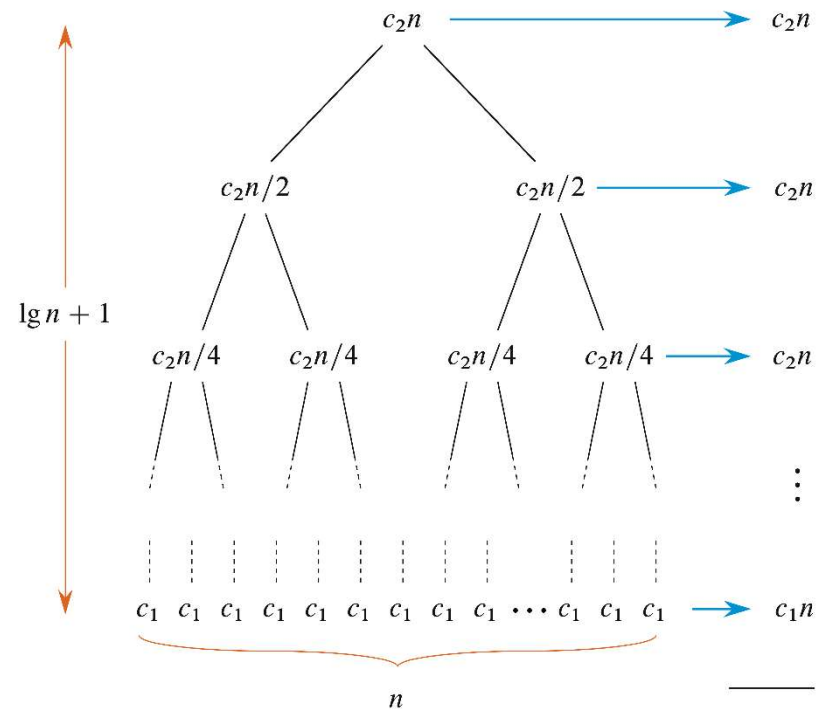 c₂n c₂n
c₂n/2 c₂n/2 c₂n
lg n + 1
c₂n/4 c₂n/4 c₂n/4 c₂n/4 c₂n
⋮
c₁ c₁ c₁ c₁ c₁ c₁ c₁ c₁ c₁ ⋯ c₁ c₁ c₁ c₁n
n